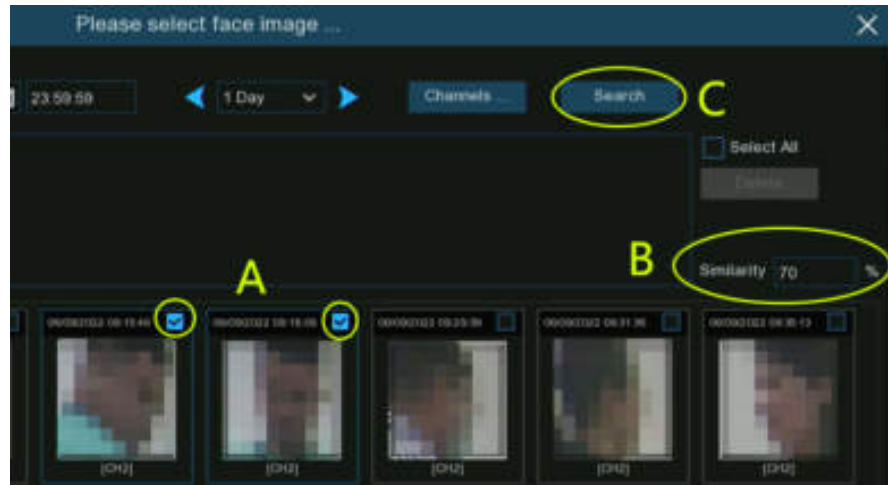 Please select face image ...
23:59:59
1 Day
Channels ...
Search
C
Select All
Delete
B
Similarity 70 %
A
[CH2]
[CH2]
[CH2]
[CH2]
[CH2]